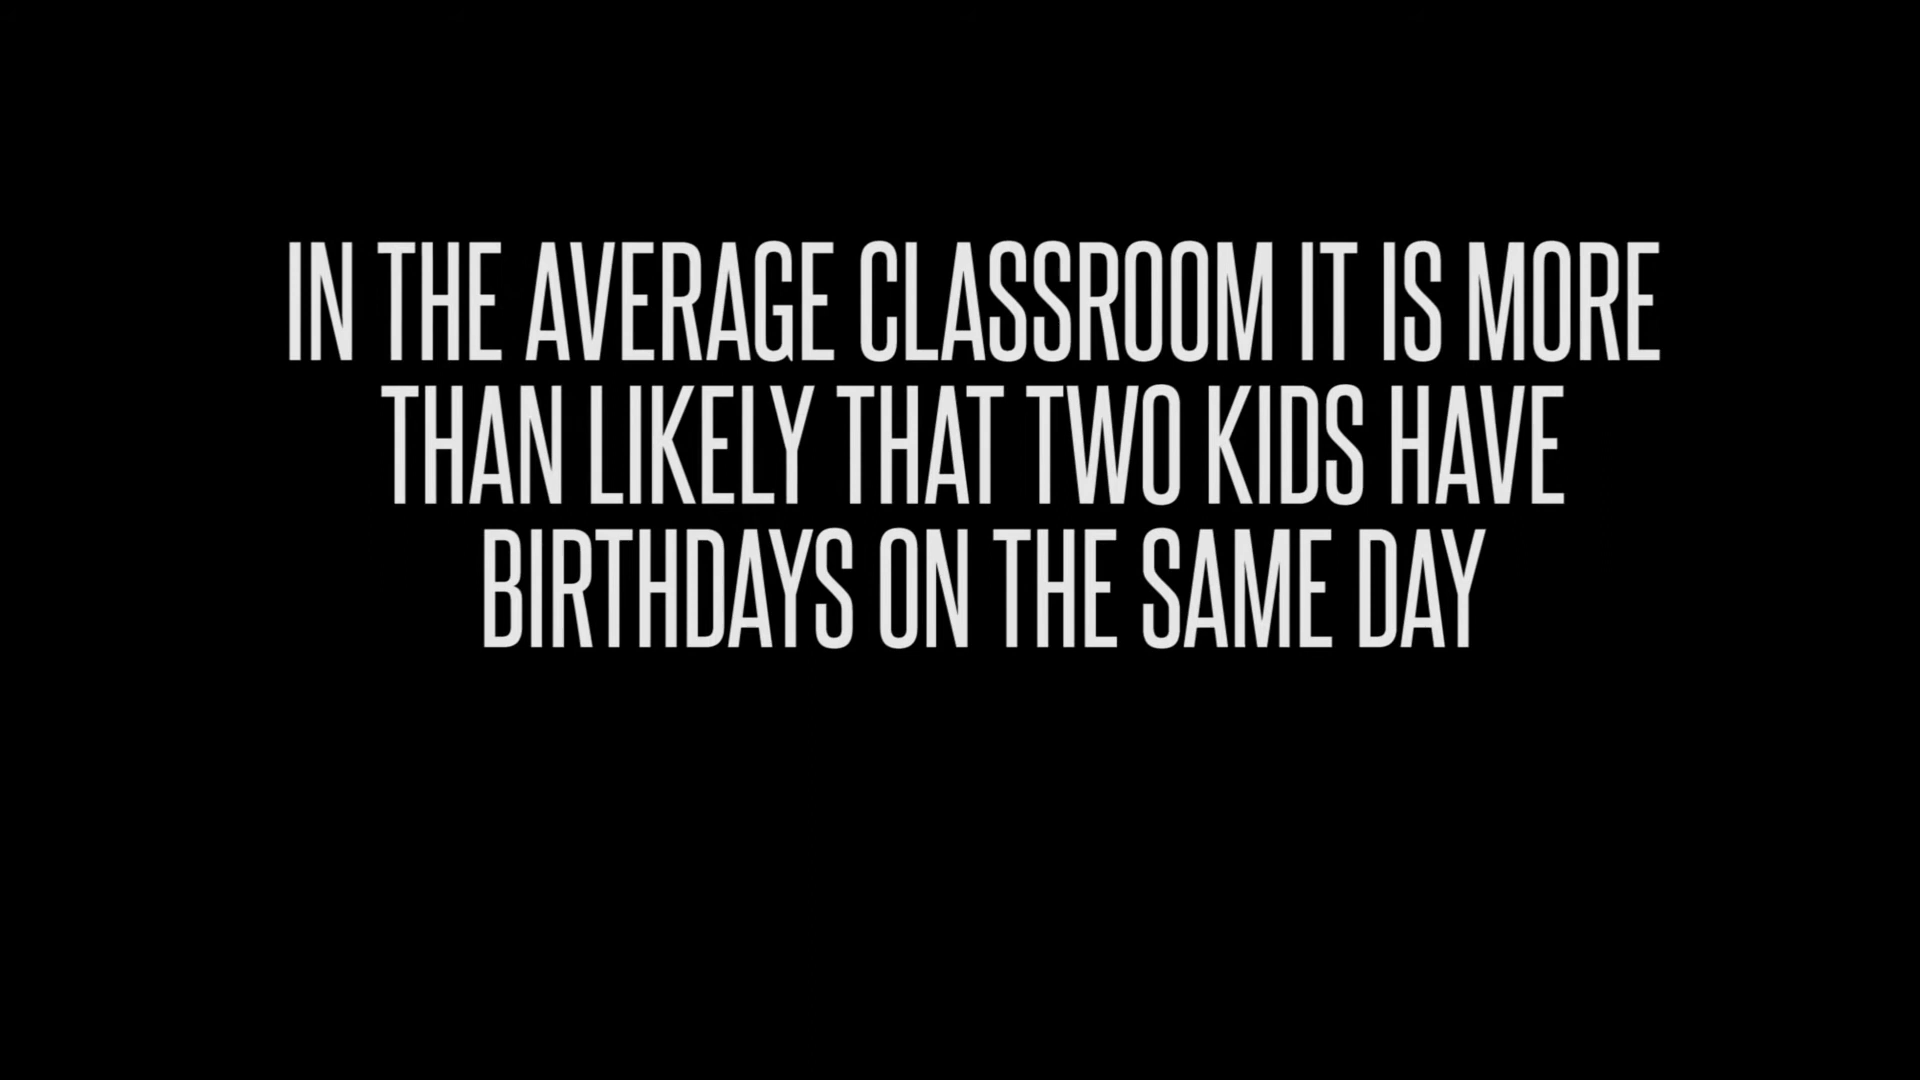 IN THE AVERAGE CLASSROOM IT IS MORE
THAN LIKELY THAT TWO KIDS HAVE
BIRTHDAYS ON THE SAME DAY